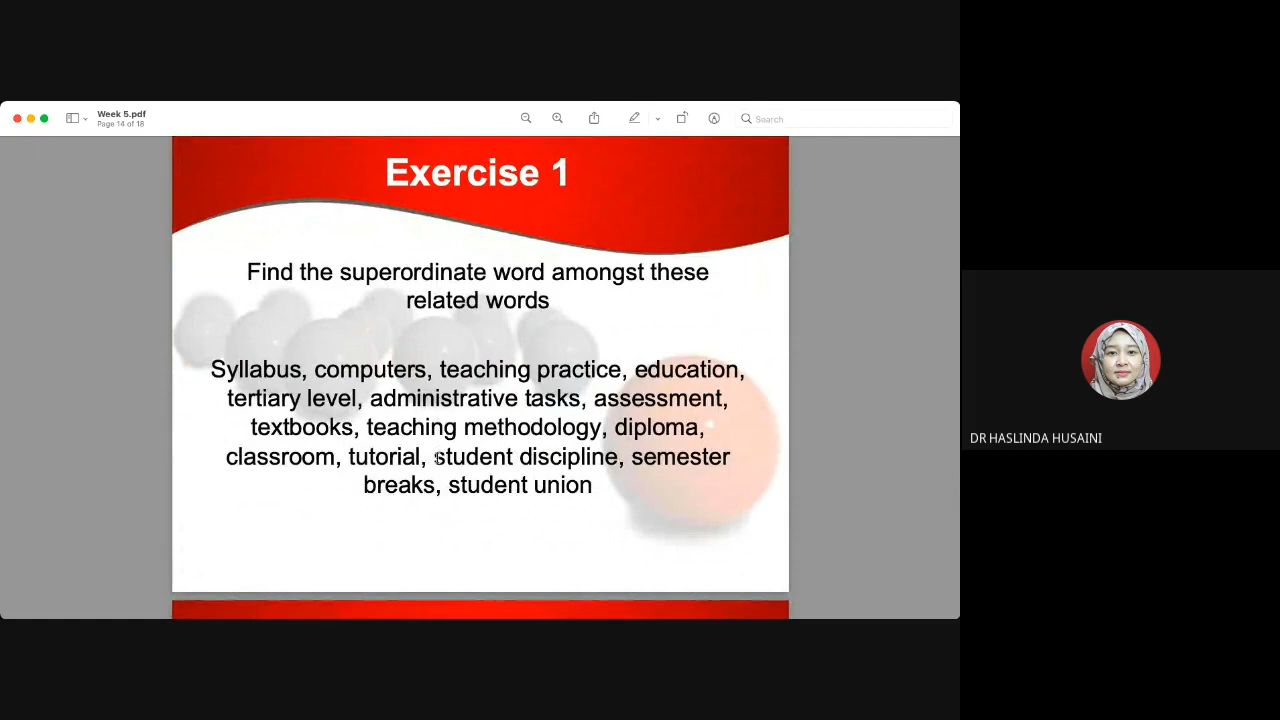 Week 5.pdf
Page 14 of 18
Search
Exercise 1
Find the superordinate word amongst these
related words
Syllabus, computers, teaching practice, education,
tertiary level, administrative tasks, assessment,
textbooks, teaching methodology, diploma,
classroom, tutorial, student discipline, semester
breaks, student union
DR HASLINDA HUSAINI